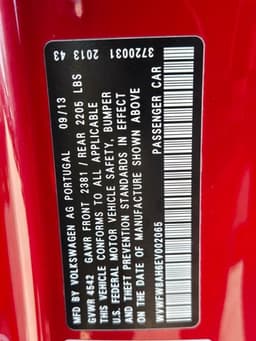 MFD BY VOLKSWAGEN AG PORTUGAL 09/13 2013 43 3720031
GVWR 4542 GAWR FRONT 2381 / REAR 2205 LBS
THIS VEHICLE CONFORMS TO ALL APPLICABLE
U.S. FEDERAL MOTOR VEHICLE SAFETY, BUMPER
AND THEFT PREVENTION STANDARDS IN EFFECT
ON THE DATE OF MANUFACTURE SHOWN ABOVE
WVWFW8AH6EV002065 PASSENGER CAR